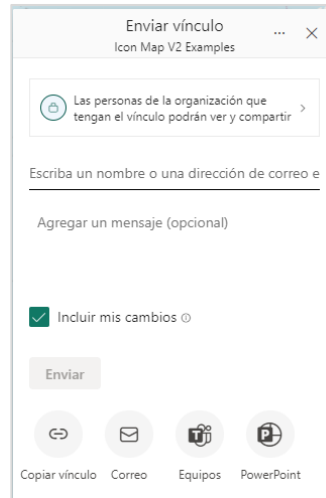 Enviar vínculo
Icon Map V2 Examples
Las personas de la organización que
tengan el vínculo podrán ver y compartir
Escriba un nombre o una dirección de correo e
Agregar un mensaje (opcional)
Incluir mis cambios
Enviar
Copiar vínculo Correo Equipos PowerPoint